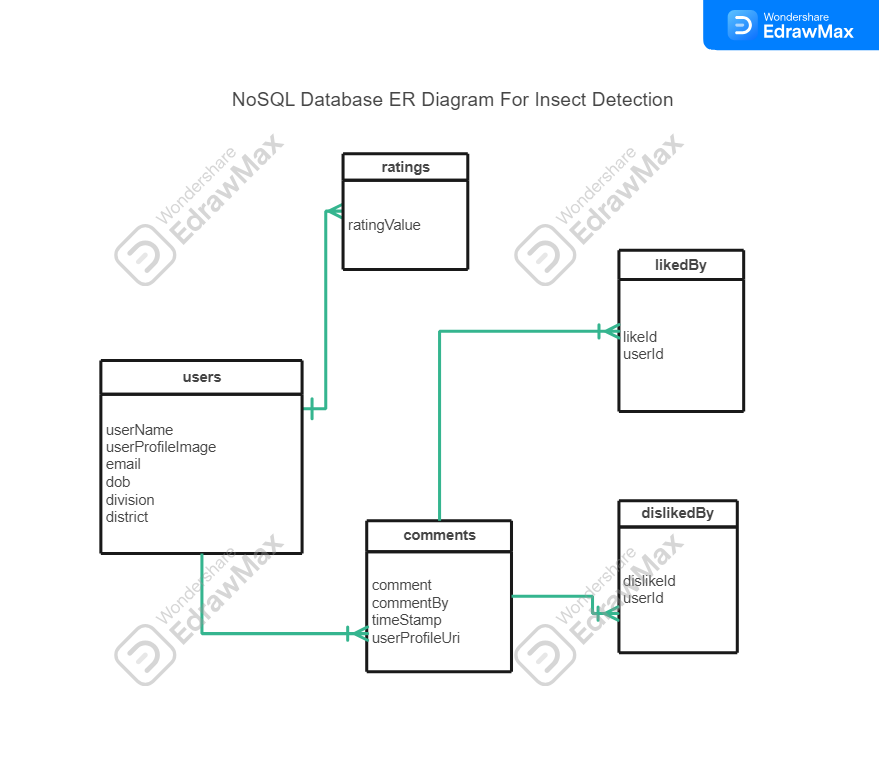 Wondershare
EdrawMax
NoSQL Database ER Diagram For Insect Detection
Wondershare
EdrawMax
Wondershare
EdrawMax
ratings
ratingValue
likedBy
likeId
userId
users
userName
userProfileImage
email
dob
division
district
comments
comment
commentBy
timeStamp
userProfileUri
dislikedBy
dislikeId
userId
Wondershare
EdrawMax
Wondershare
EdrawMax